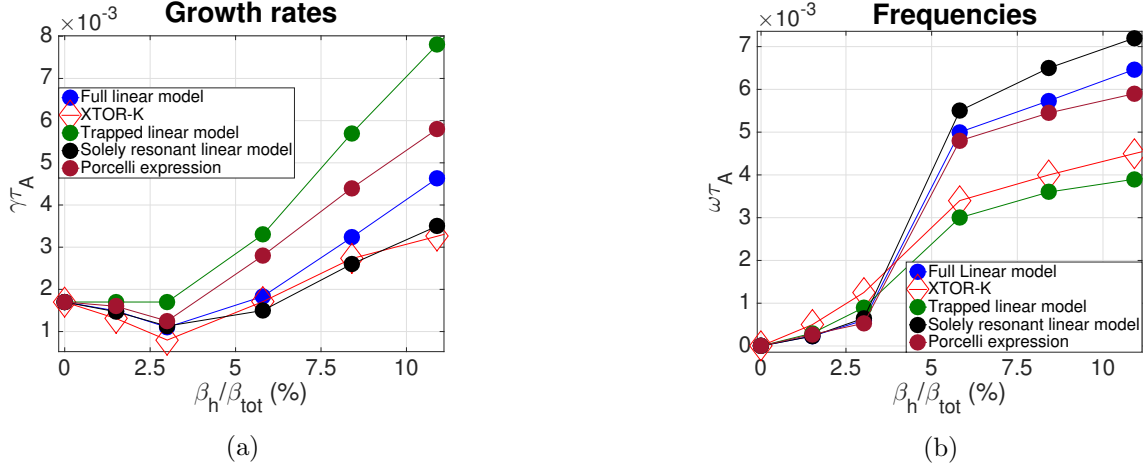 Growth rates
×10^-3
8
7
6
5
4
3
2
1
γτ_A
Full linear model
XTOR-K
Trapped linear model
Solely resonant linear model
Porcelli expression
0 2.5 5 7.5 10
β_h/β_tot (%)
(a)
Frequencies
×10^-3
7
6
5
4
3
2
1
0
ωτ_A
Full Linear model
XTOR-K
Trapped linear model
Solely resonant linear model
Porcelli expression
0 2.5 5 7.5 10
β_h/β_tot (%)
(b)